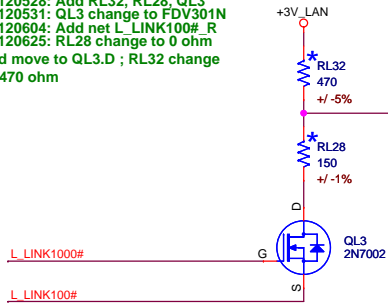 120528: Add RL32, RL28, QL3
120531: QL3 change to FDV301N
120604: Add net L_LINK100#_R
120625: RL28 change to 0 ohm
d move to QL3.D ; RL32 change
470 ohm
+3V_LAN
*
RL32
470
+/-5%
*
RL28
150
+/-1%
D
QL3
2N7002
G
S
L_LINK1000#
L_LINK100#